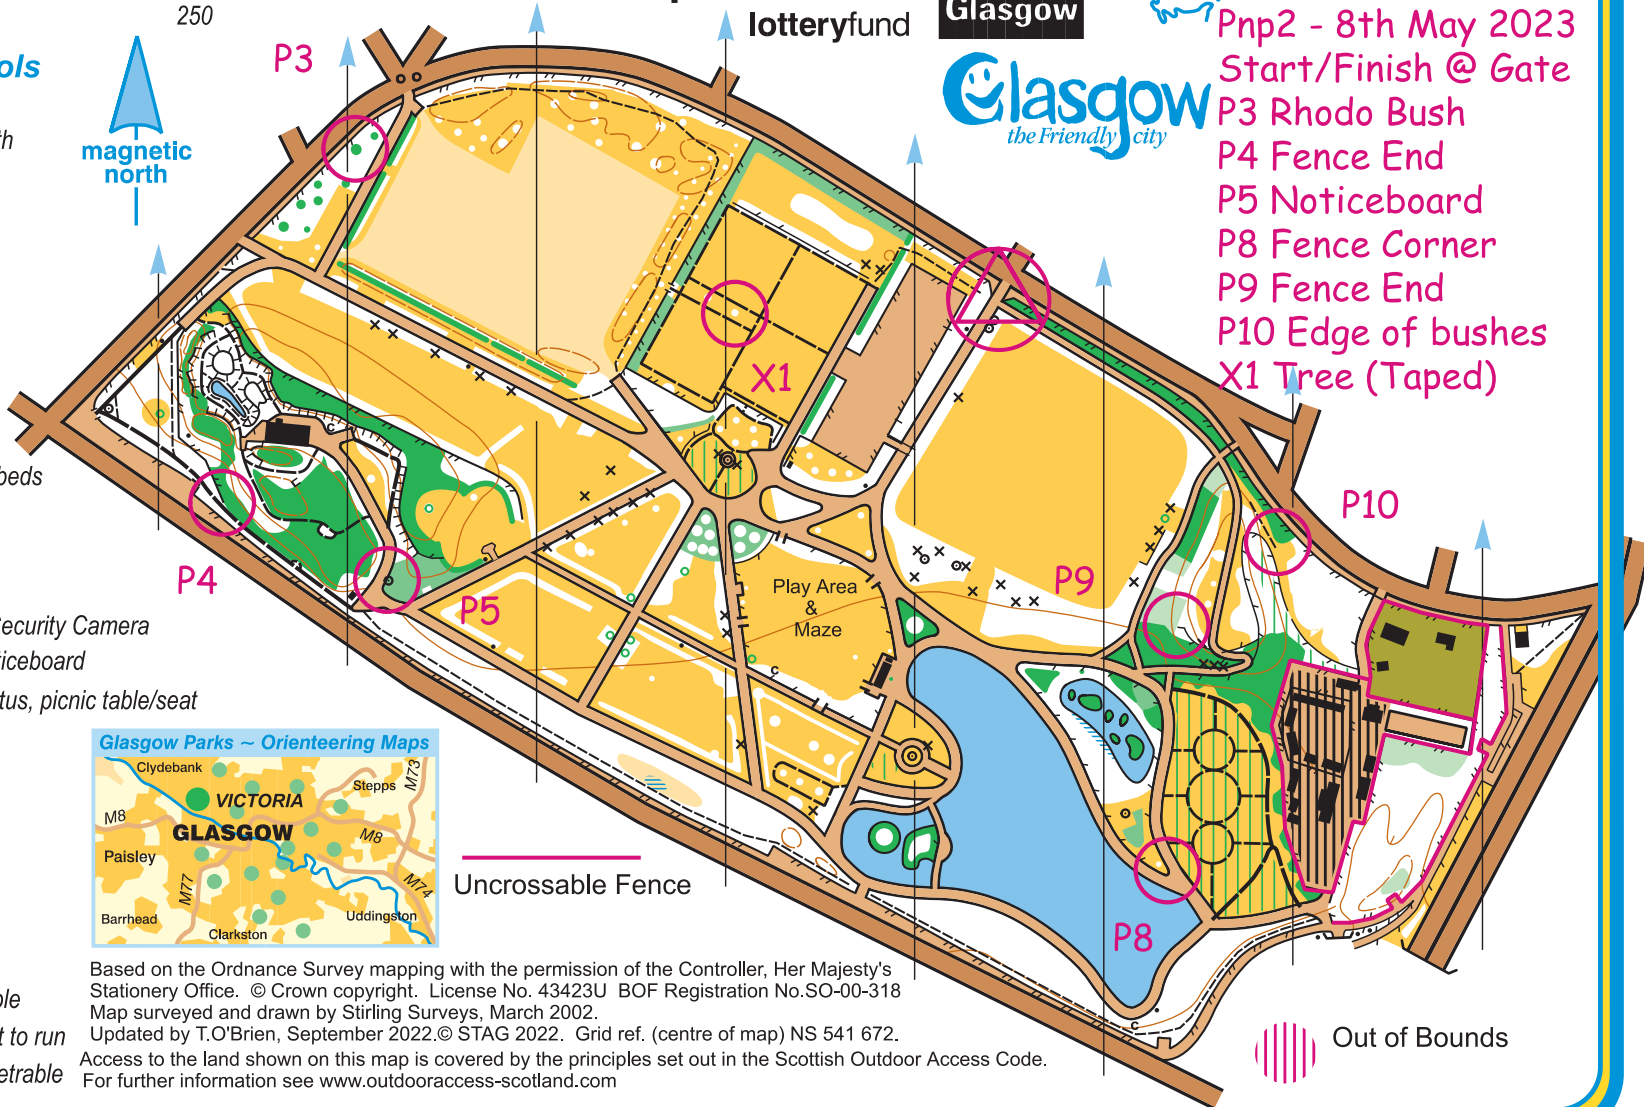 250
ols
th
beds
Security Camera
ticeboard
tus, picnic table/seat
ole
t to run
etrable
magnetic
north
lotteryfund
Glasgow
Glasgow
the Friendly city
Pnp2 - 8th May 2023
Start/Finish @ Gate
P3 Rhodo Bush
P4 Fence End
P5 Noticeboard
P8 Fence Corner
P9 Fence End
P10 Edge of bushes
X1 Tree (Taped)
P3
X1
P10
P9
P4
P5
P8
Play Area
&
Maze
C
C
C
Glasgow Parks ~ Orienteering Maps
Clydebank
M73
Stepps
VICTORIA
M8
GLASGOW
M8
Paisley
M77
M74
Barrhead
Uddingston
Clarkston
Uncrossable Fence
Out of Bounds
Based on the Ordnance Survey mapping with the permission of the Controller, Her Majesty's
Stationery Office. © Crown copyright. License No. 43423U BOF Registration No.SO-00-318
Map surveyed and drawn by Stirling Surveys, March 2002.
Updated by T.O'Brien, September 2022.© STAG 2022. Grid ref. (centre of map) NS 541 672.
Access to the land shown on this map is covered by the principles set out in the Scottish Outdoor Access Code.
For further information see www.outdooraccess-scotland.com